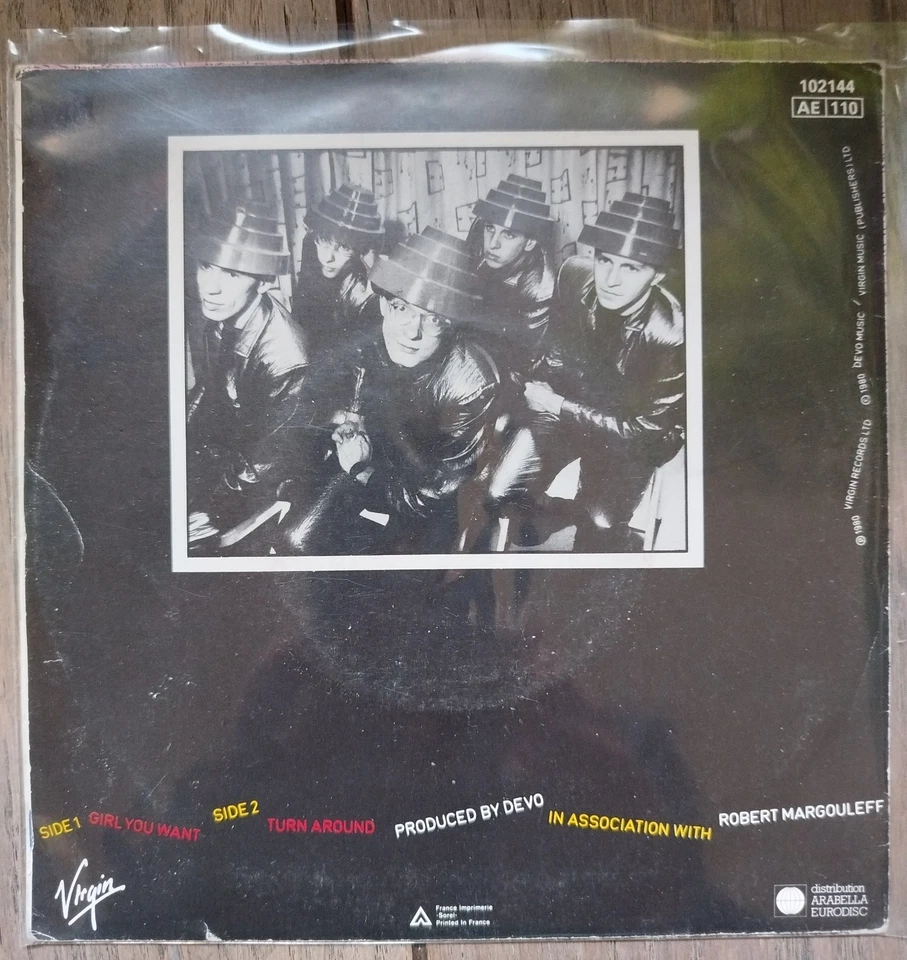 102144
AE 110
℗ 1980 VIRGIN RECORDS LTD © 1980 DEVO MUSIC / VIRGIN MUSIC (PUBLISHERS) LTD
SIDE 1 GIRL YOU WANT SIDE 2 TURN AROUND PRODUCED BY DEVO IN ASSOCIATION WITH ROBERT MARGOULEFF
Virgin
France Imprimerie
-Sorel-
Printed in France
distribution
ARABELLA
EURODISC